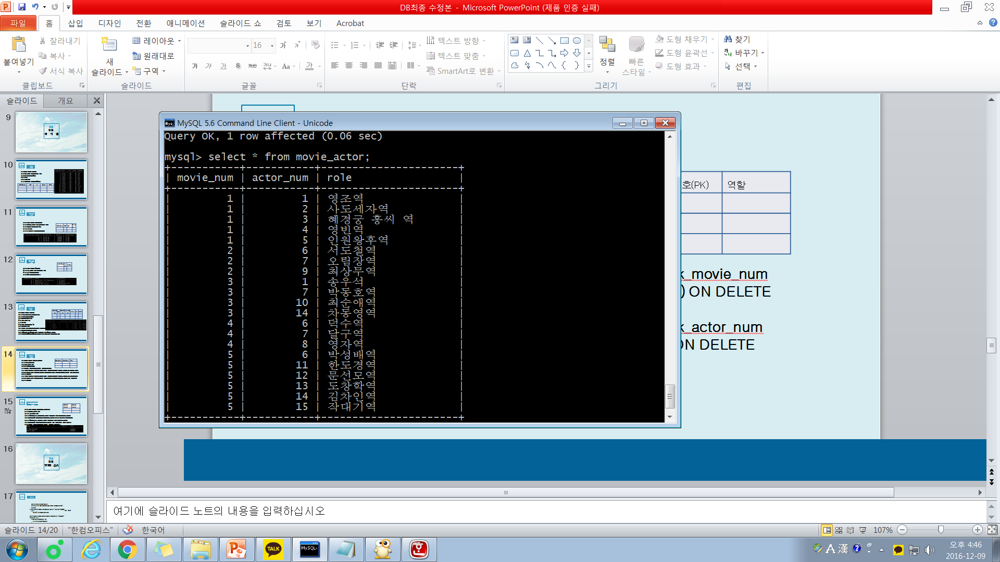 DB최종 수정본 - Microsoft PowerPoint (제품 인증 실패)
파일 홈 삽입 디자인 전환 애니메이션 슬라이드 쇼 검토 보기 Acrobat
붙여넣기
잘라내기
복사
서식 복사
클립보드
새 슬라이드
레이아웃
원래대로
구역
슬라이드
16
글꼴
텍스트 방향
텍스트 맞춤
SmartArt로 변환
단락
정렬
빠른 스타일
도형 채우기
도형 윤곽선
도형 효과
그리기
찾기
바꾸기
선택
편집
슬라이드 개요
9
10
11
12
13
14
15
16
17
MySQL 5.6 Command Line Client - Unicode
Query OK, 1 row affected (0.06 sec)
mysql> select * from movie_actor;
+-----------+-----------+----------------------+
| movie_num | actor_num | role |
+-----------+-----------+----------------------+
| 1 | 1 | 영조역 |
| 1 | 2 | 사도세자역 |
| 1 | 3 | 혜경궁 홍씨 역 |
| 1 | 4 | 영빈역 |
| 1 | 5 | 인원왕후역 |
| 2 | 6 | 서도철역 |
| 2 | 7 | 오팀장역 |
| 2 | 9 | 최상무역 |
| 3 | 1 | 송우석 |
| 3 | 7 | 박동호역 |
| 3 | 10 | 최순애역 |
| 3 | 14 | 차동영역 |
| 4 | 6 | 덕수역 |
| 4 | 7 | 달구역 |
| 4 | 8 | 영자역 |
| 5 | 6 | 박성배역 |
| 5 | 11 | 한도경역 |
| 5 | 12 | 문선모역 |
| 5 | 13 | 도창학역 |
| 5 | 14 | 김차인역 |
| 5 | 15 | 작대기역 |
+-----------+-----------+----------------------+
호(PK) 역할
k_movie_num
) ON DELETE
k_actor_num
ON DELETE
여기에 슬라이드 노트의 내용을 입력하십시오
슬라이드 14/20 "한컴오피스" 한국어 107%
TALK
MySQL>
A 漢
오후 4:46
2016-12-09